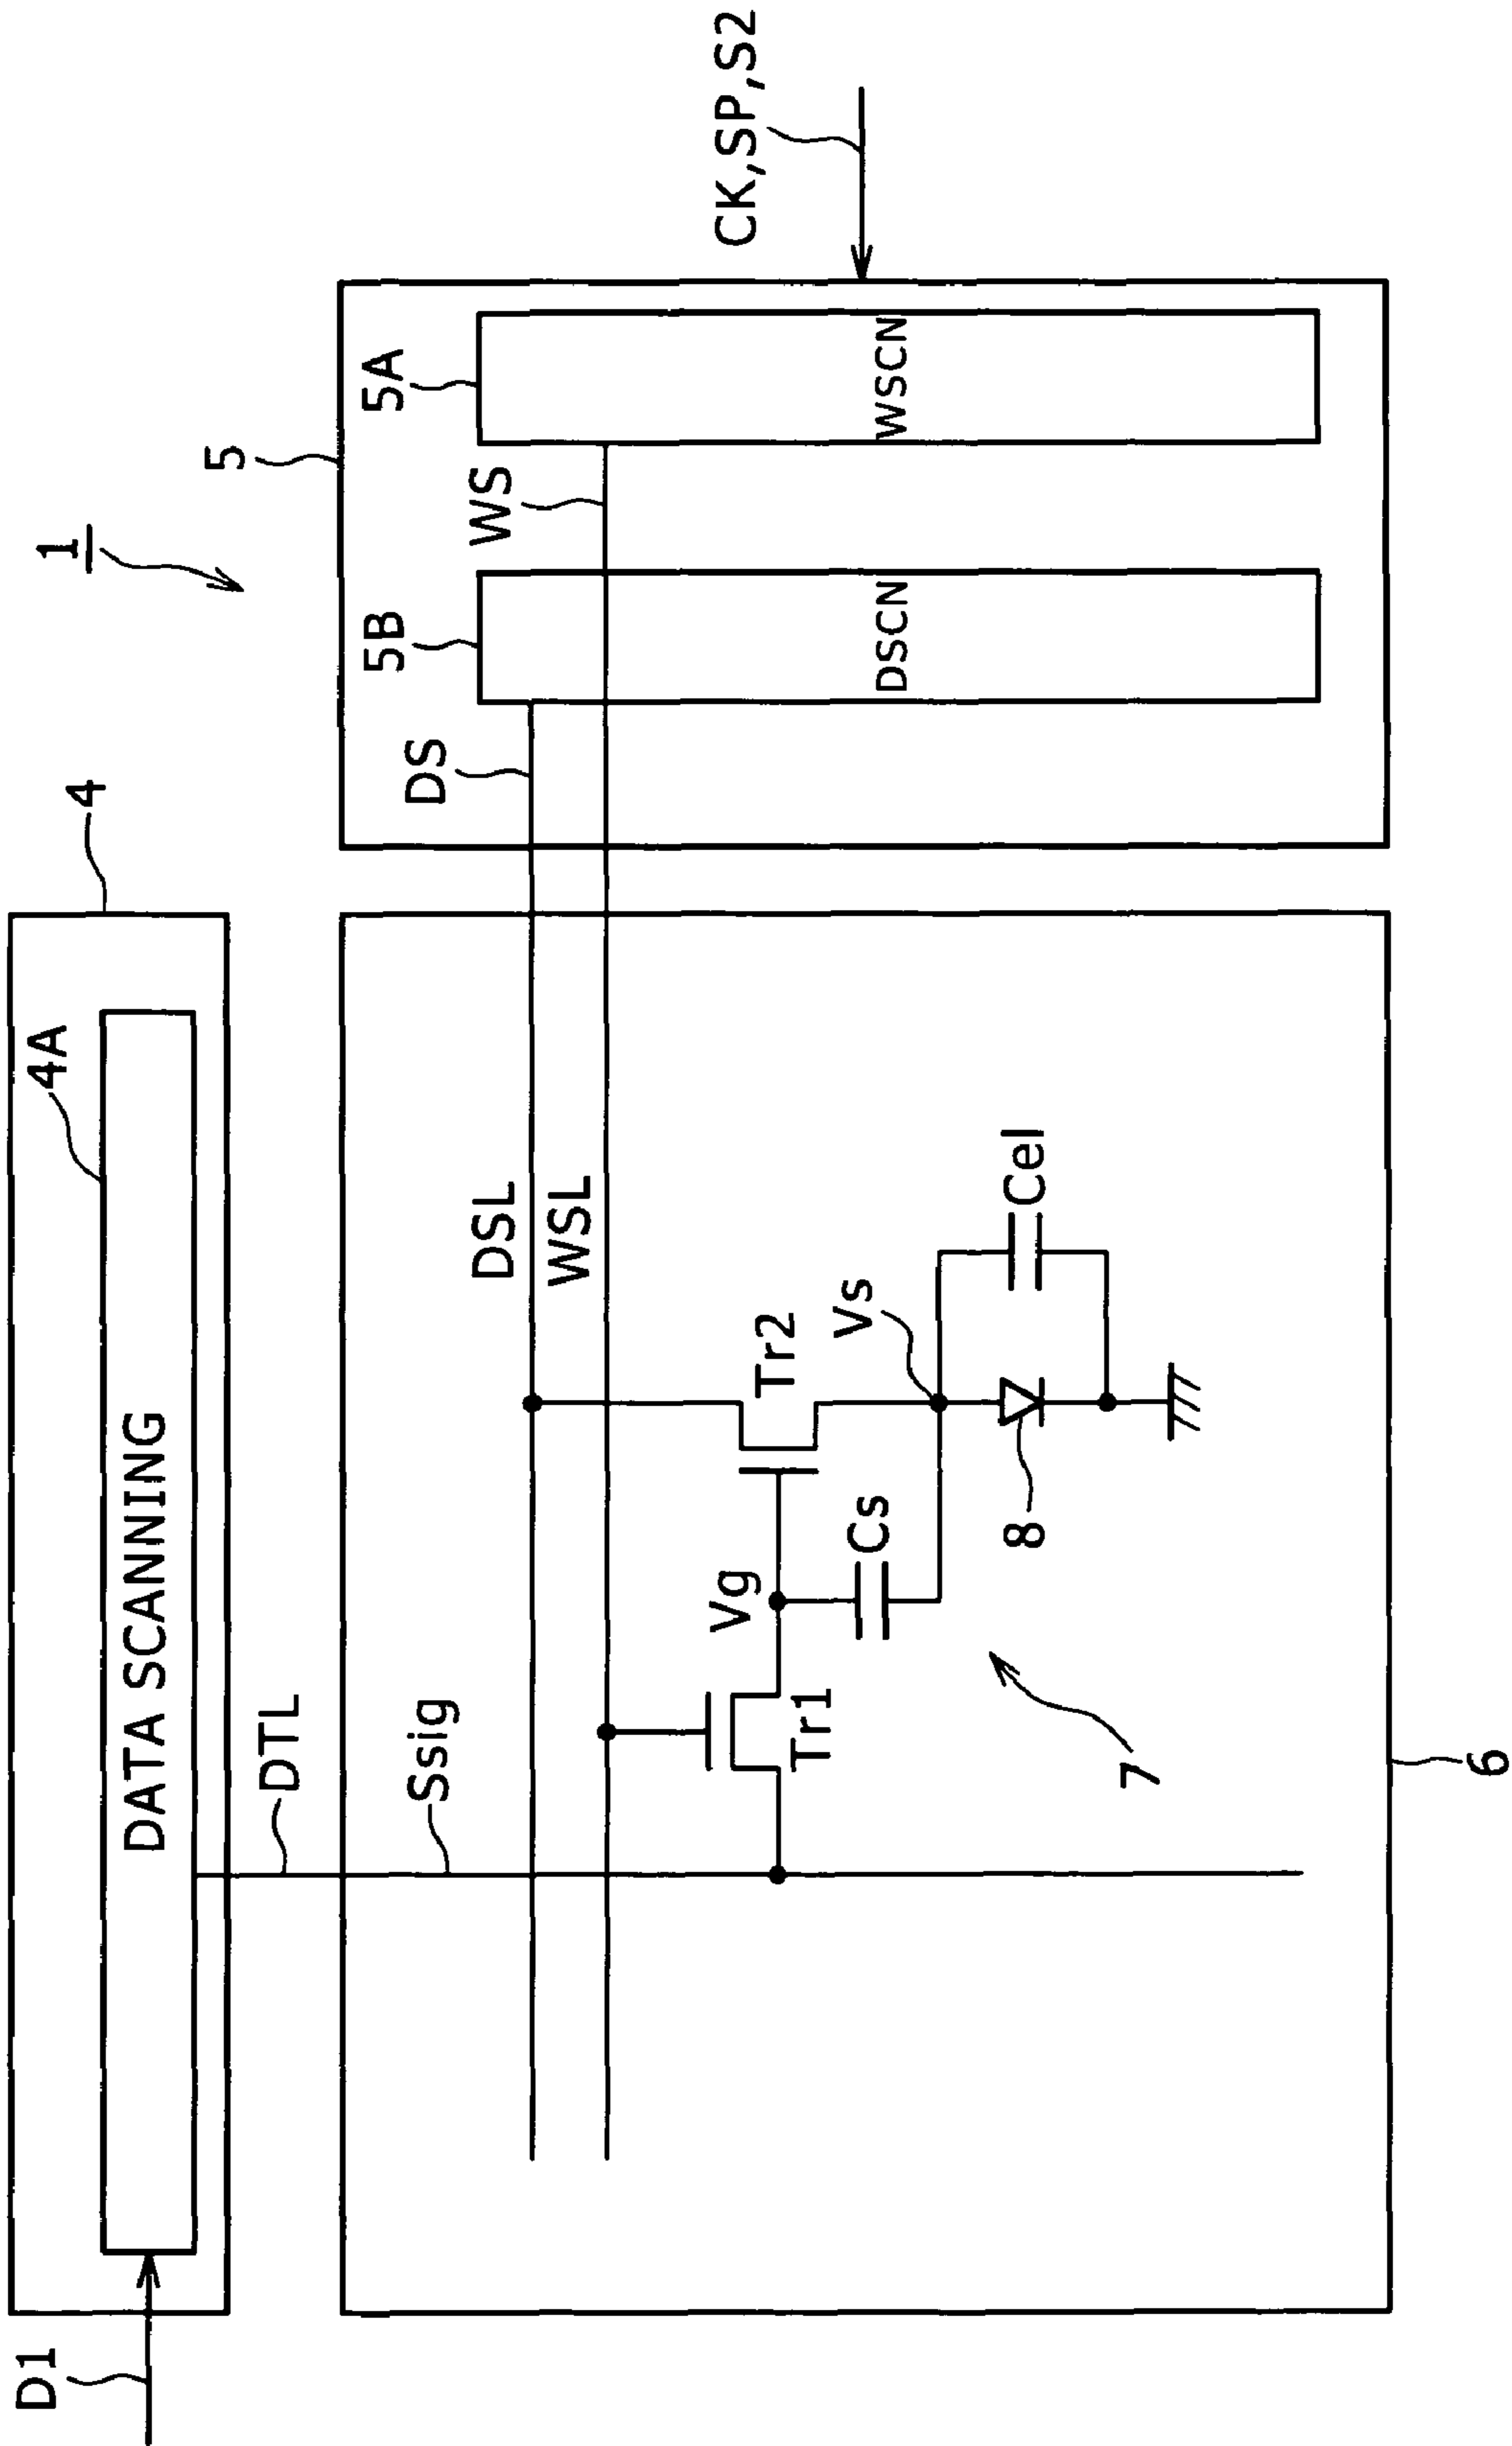 1
D1
4A
4
DATA SCANNING
DTL
Ssig
5
5B
5A
DS
WS
DSL
WSL
DSCN
WSCN
CK,SP,S2
Vg
Tr2
Tr1
Cs
Vs
Cel
8
7
6